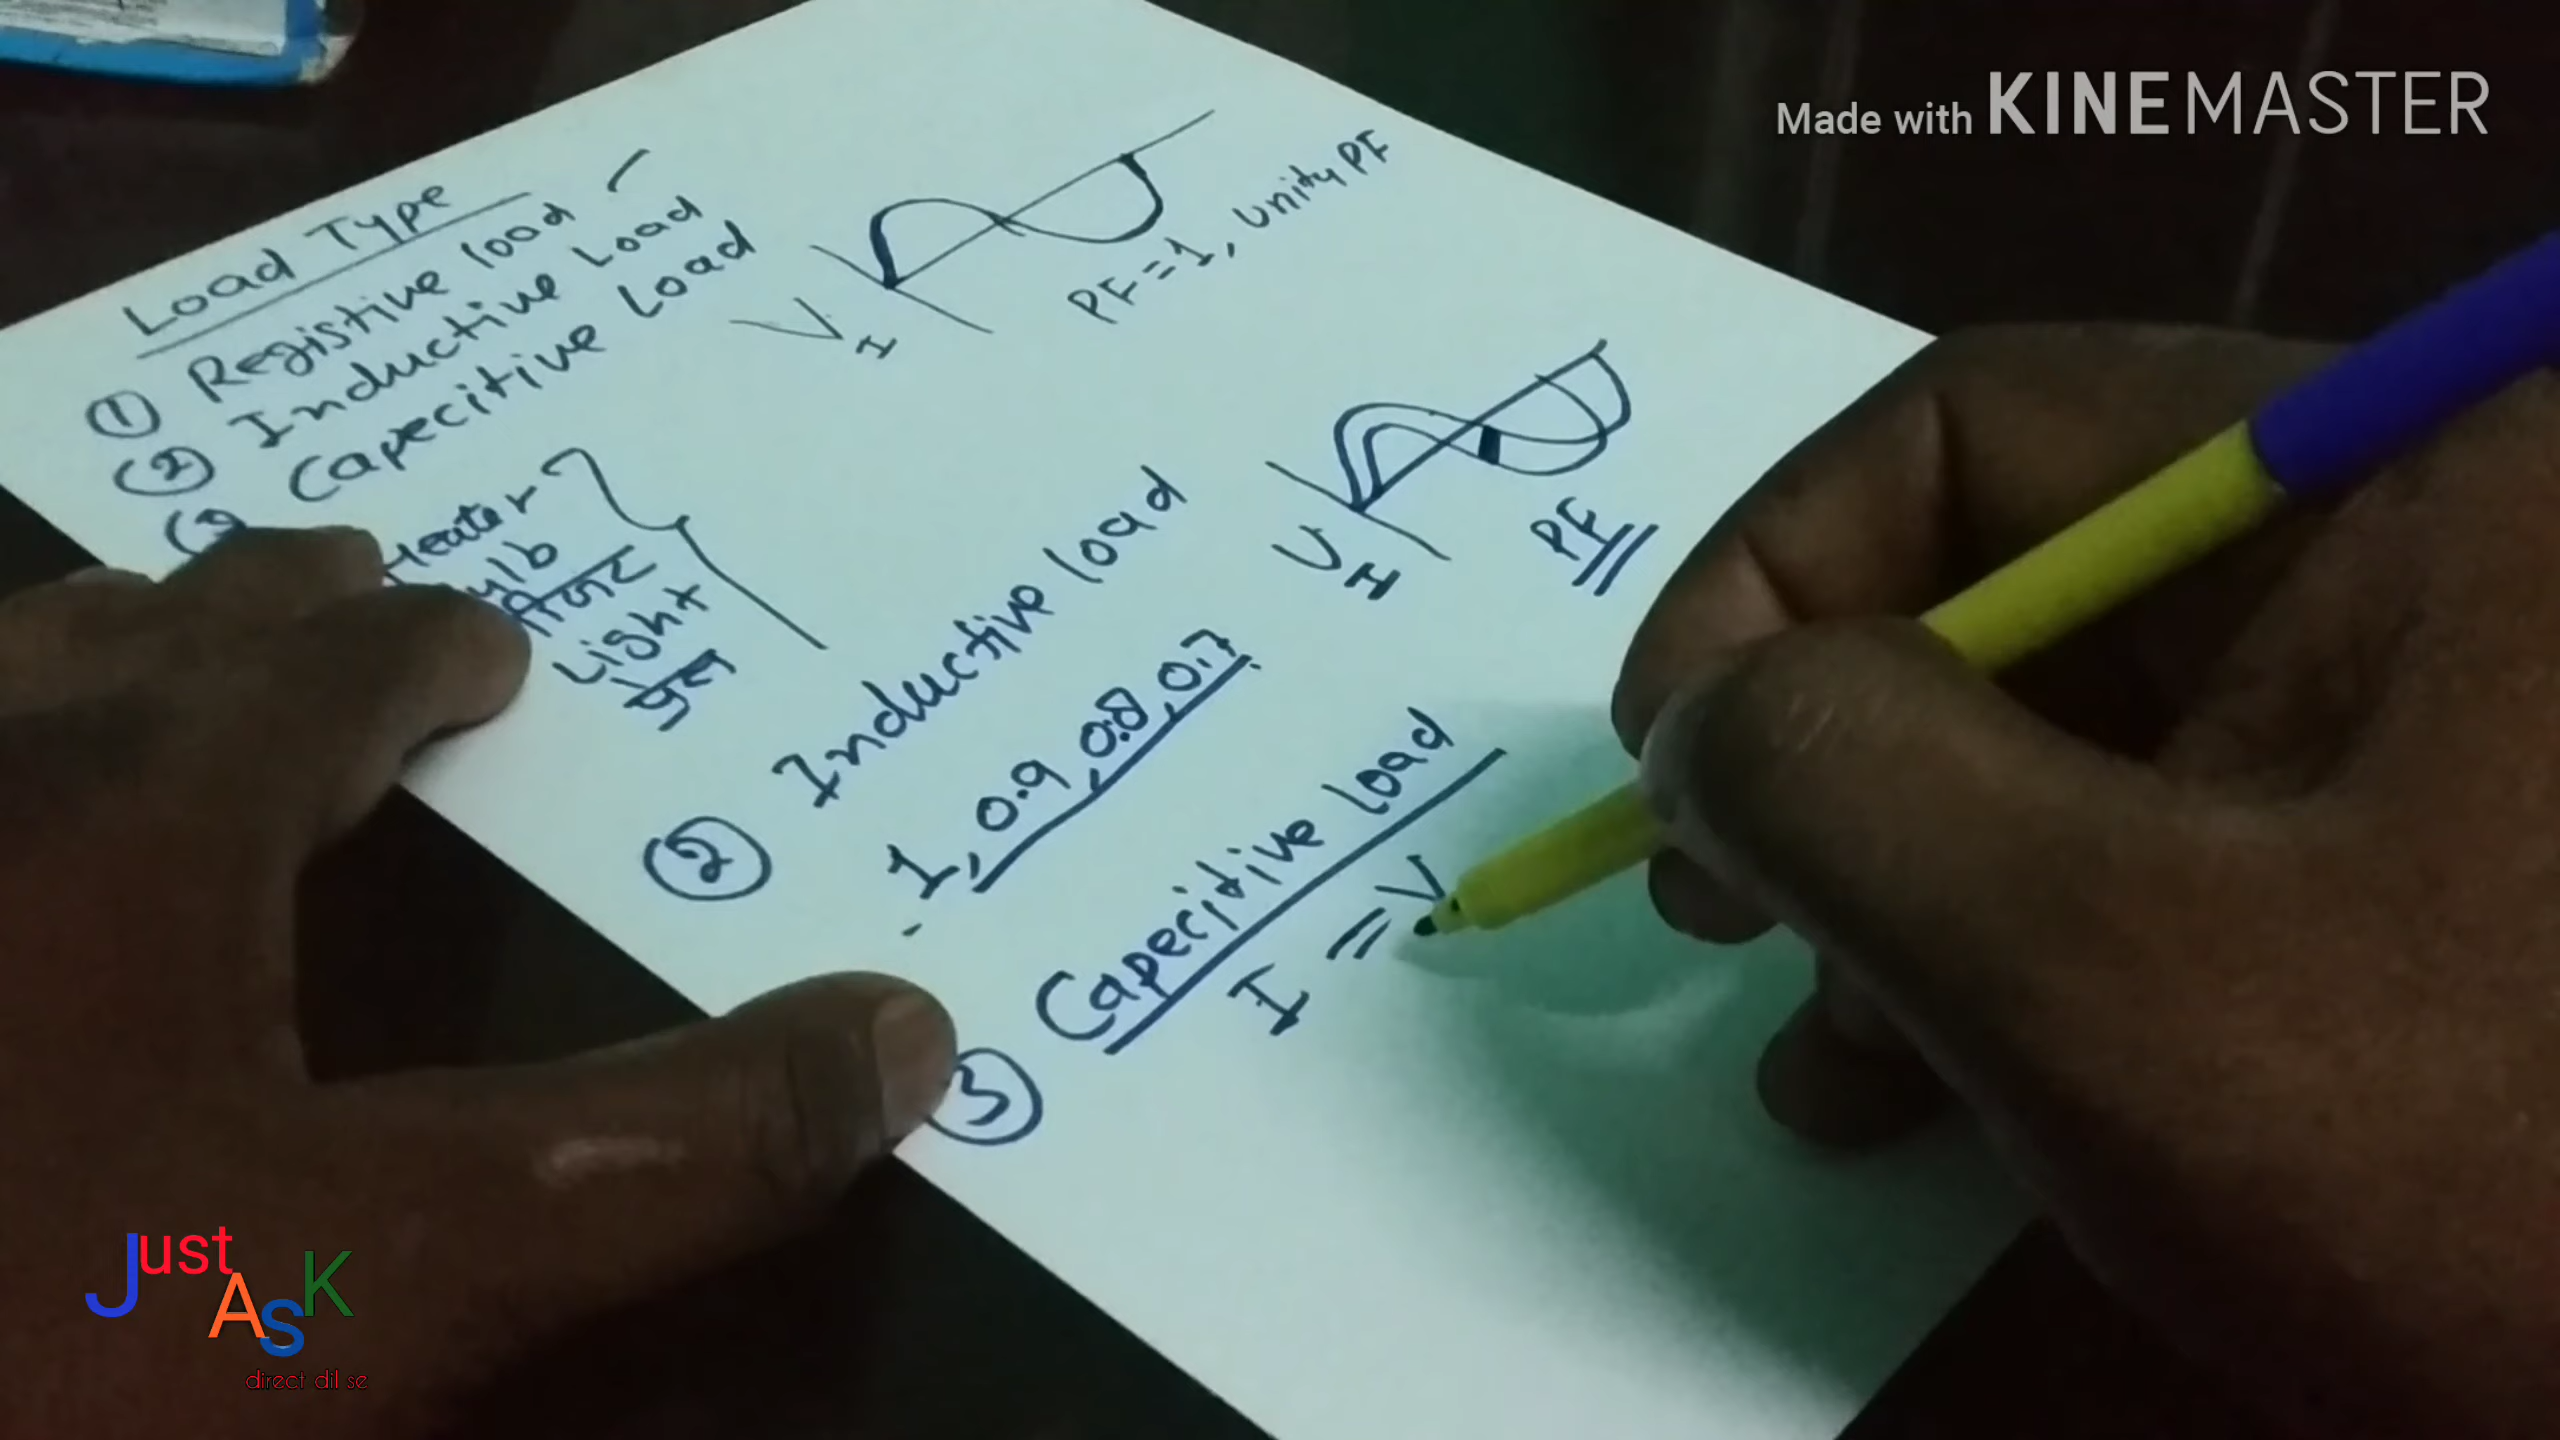 Made with KINEMASTER
Load Type
① Registive load
② Inductive Load
③ Capecitive Load
V
I
PF=1, unity PF
Heater
Light
प्रेस
② Inductive load
1, 0.9, 0.8, 0.7
V
I
PF
③ Capecitive load
I = V
Just
Ask
direct dil se